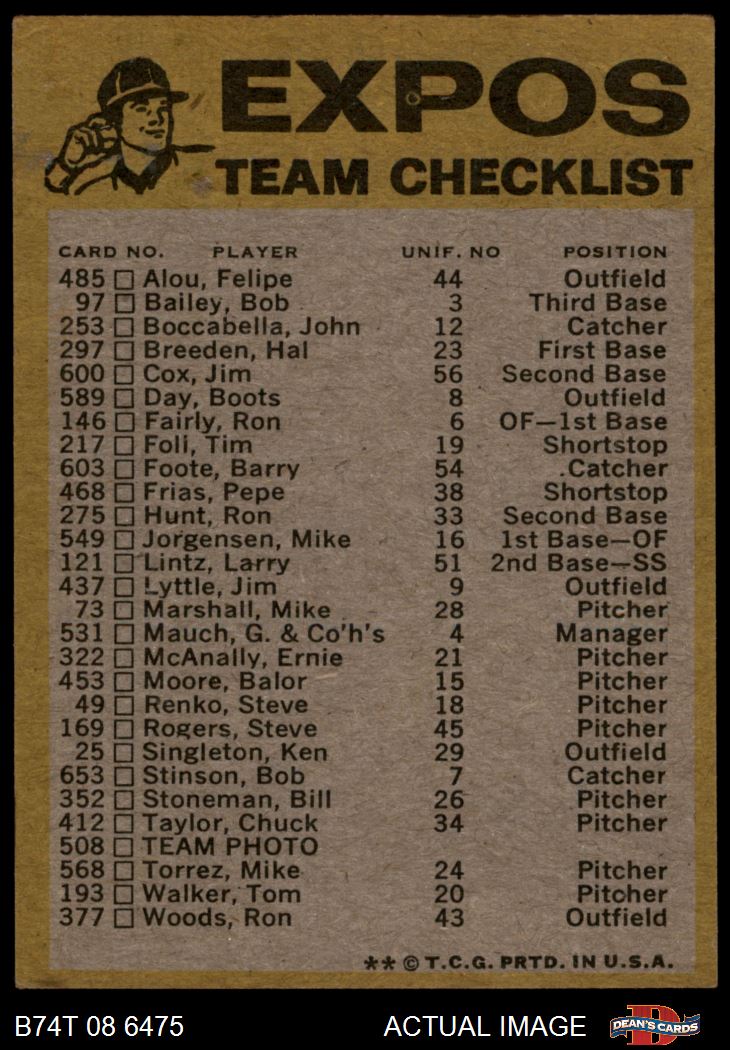 EXPOS
TEAM CHECKLIST
CARD NO. PLAYER UNIF. NO POSITION
485 Alou, Felipe 44 Outfield
97 Bailey, Bob 3 Third Base
253 Boccabella, John 12 Catcher
297 Breeden, Hal 23 First Base
600 Cox, Jim 56 Second Base
589 Day, Boots 8 Outfield
146 Fairly, Ron 6 OF—1st Base
217 Foli, Tim 19 Shortstop
603 Foote, Barry 54 Catcher
468 Frias, Pepe 38 Shortstop
275 Hunt, Ron 33 Second Base
549 Jorgensen, Mike 16 1st Base—OF
121 Lintz, Larry 51 2nd Base—SS
437 Lyttle, Jim 9 Outfield
73 Marshall, Mike 28 Pitcher
531 Mauch, G. & Co'h's 4 Manager
322 McAnally, Ernie 21 Pitcher
453 Moore, Balor 15 Pitcher
49 Renko, Steve 18 Pitcher
169 Rogers, Steve 45 Pitcher
25 Singleton, Ken 29 Outfield
653 Stinson, Bob 7 Catcher
352 Stoneman, Bill 26 Pitcher
412 Taylor, Chuck 34 Pitcher
508 TEAM PHOTO
568 Torrez, Mike 24 Pitcher
193 Walker, Tom 20 Pitcher
377 Woods, Ron 43 Outfield
** © T.C.G. PRTD. IN U.S.A.
B74T 08 6475 ACTUAL IMAGE DEAN'S CARDS